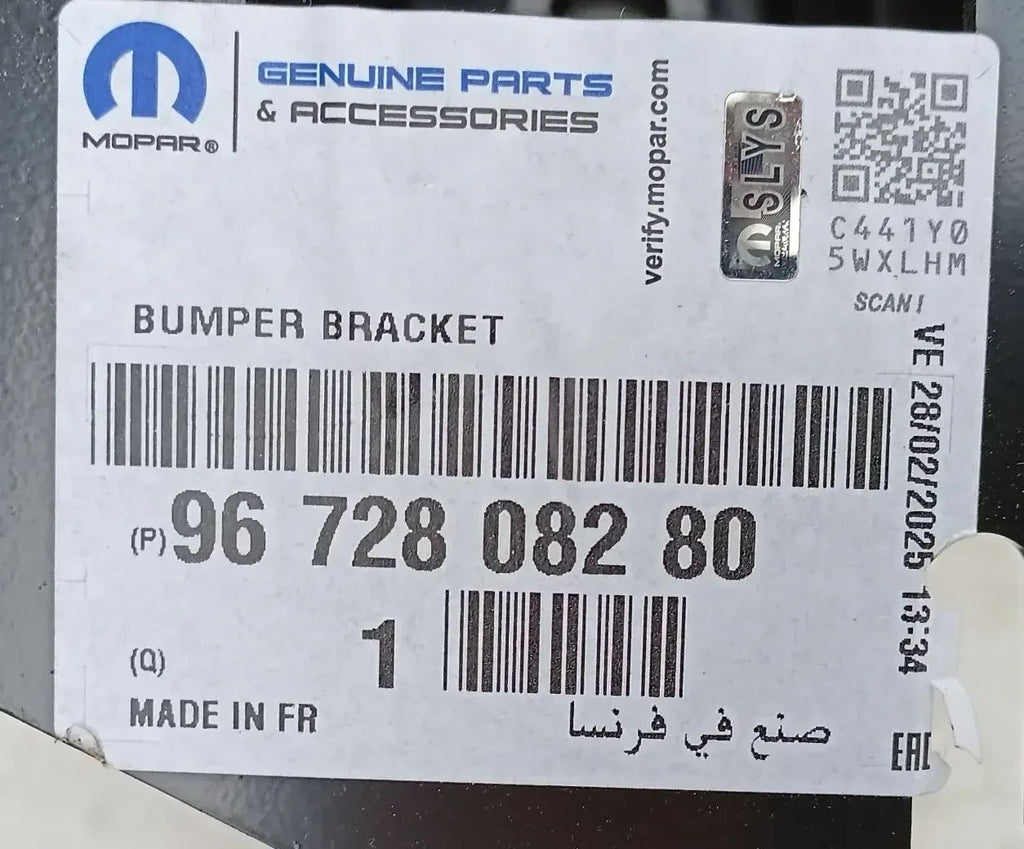 MOPAR®
GENUINE PARTS
& ACCESSORIES
verify.mopar.com
SLYS
MOPAR
C441Y0
5WXLHM
SCAN!
BUMPER BRACKET
VE 28/02/2025 13:34
(P) 96 728 082 80
(Q) 1
MADE IN FR
صنع في فرنسا
EAC